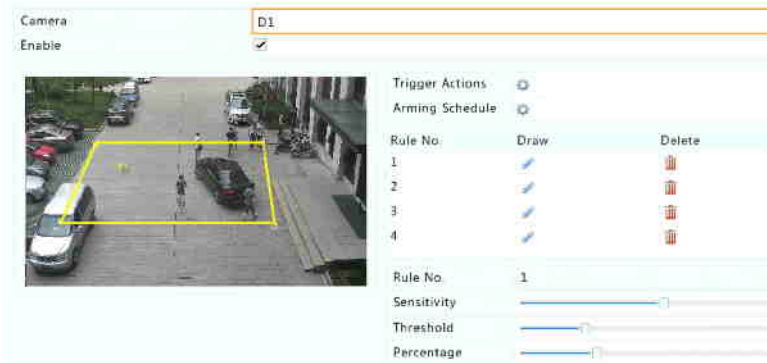 Camera D1
Enable
Trigger Actions
Arming Schedule
Rule No. Draw Delete
1
2
3
4
Rule No. 1
Sensitivity
Threshold
Percentage